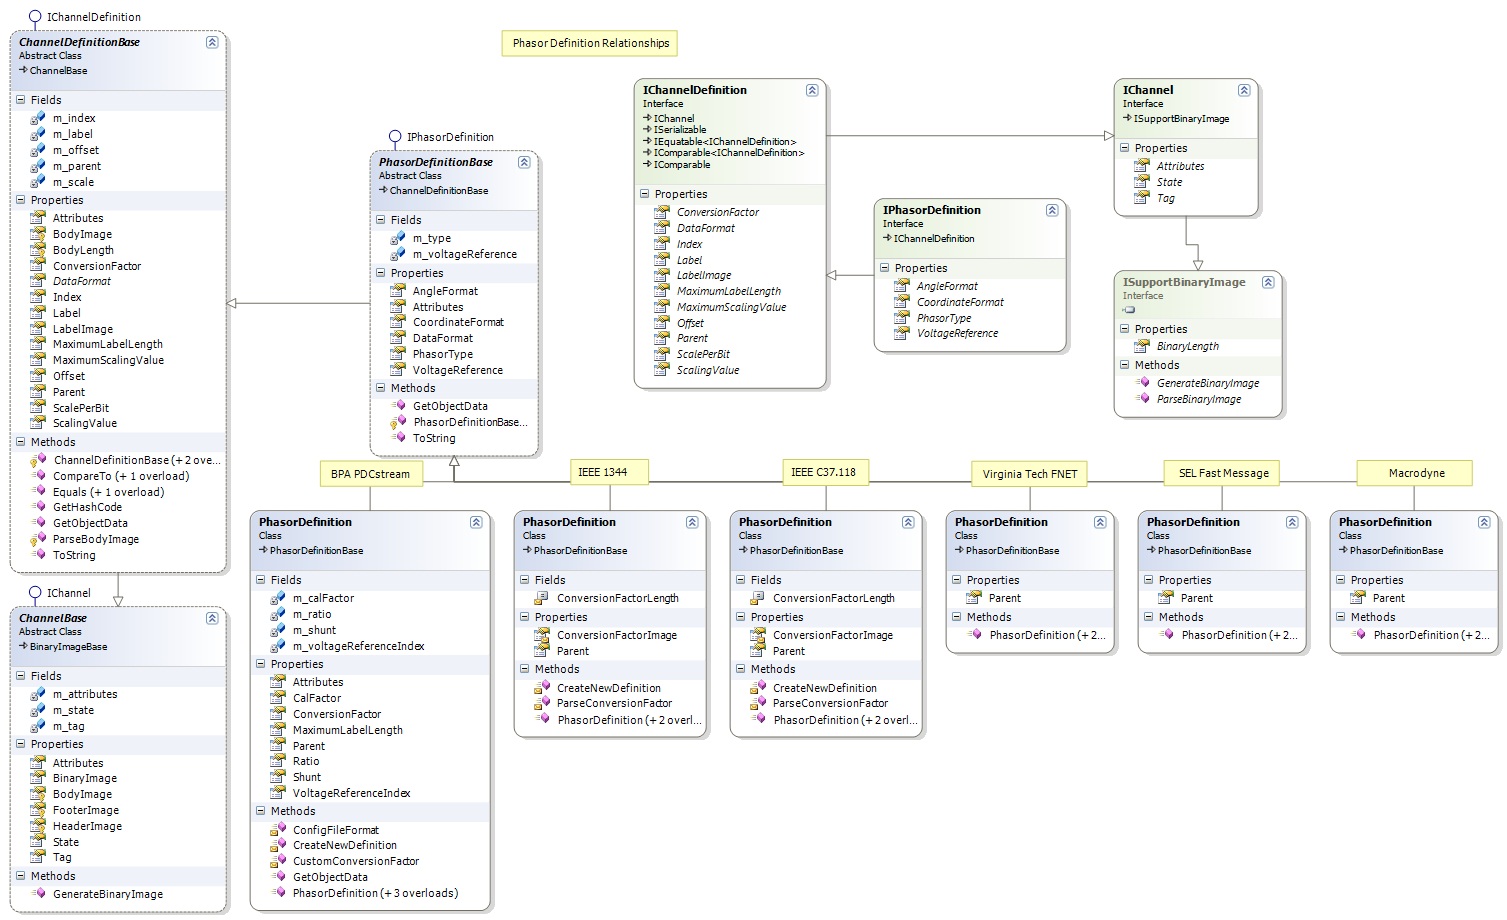 IChannelDefinition
ChannelDefinitionBase
Abstract Class
ChannelBase
Fields
m_index
m_label
m_offset
m_parent
m_scale
Properties
Attributes
BodyImage
BodyLength
ConversionFactor
DataFormat
Index
Label
LabelImage
MaximumLabelLength
MaximumScalingValue
Offset
Parent
ScalePerBit
ScalingValue
Methods
ChannelDefinitionBase (+ 2 ove...
CompareTo (+ 1 overload)
Equals (+ 1 overload)
GetHashCode
GetObjectData
ParseBodyImage
ToString
IChannel
ChannelBase
Abstract Class
BinaryImageBase
Fields
m_attributes
m_state
m_tag
Properties
Attributes
BinaryImage
BodyImage
FooterImage
HeaderImage
State
Tag
Methods
GenerateBinaryImage
IPhasorDefinition
PhasorDefinitionBase
Abstract Class
ChannelDefinitionBase
Fields
m_type
m_voltageReference
Properties
AngleFormat
Attributes
CoordinateFormat
DataFormat
PhasorType
VoltageReference
Methods
GetObjectData
PhasorDefinitionBase...
ToString
Phasor Definition Relationships
IChannelDefinition
Interface
IChannel
ISerializable
IEquatable<IChannelDefinition>
IComparable<IChannelDefinition>
IComparable
Properties
ConversionFactor
DataFormat
Index
Label
LabelImage
MaximumLabelLength
MaximumScalingValue
Offset
Parent
ScalePerBit
ScalingValue
IPhasorDefinition
Interface
IChannelDefinition
Properties
AngleFormat
CoordinateFormat
PhasorType
VoltageReference
IChannel
Interface
ISupportBinaryImage
Properties
Attributes
State
Tag
ISupportBinaryImage
Interface
Properties
BinaryLength
Methods
GenerateBinaryImage
ParseBinaryImage
BPA PDCstream
PhasorDefinition
Class
PhasorDefinitionBase
Fields
m_calFactor
m_ratio
m_shunt
m_voltageReferenceIndex
Properties
Attributes
CalFactor
ConversionFactor
MaximumLabelLength
Parent
Ratio
Shunt
VoltageReferenceIndex
Methods
ConfigFileFormat
CreateNewDefinition
CustomConversionFactor
GetObjectData
PhasorDefinition (+ 3 overloads)
IEEE 1344
PhasorDefinition
Class
PhasorDefinitionBase
Fields
ConversionFactorLength
Properties
ConversionFactorImage
Parent
Methods
CreateNewDefinition
ParseConversionFactor
PhasorDefinition (+ 2 overl...
IEEE C37.118
PhasorDefinition
Class
PhasorDefinitionBase
Fields
ConversionFactorLength
Properties
ConversionFactorImage
Parent
Methods
CreateNewDefinition
ParseConversionFactor
PhasorDefinition (+ 2 overl...
Virginia Tech FNET
PhasorDefinition
Class
PhasorDefinitionBase
Properties
Parent
Methods
PhasorDefinition (+ 2...
SEL Fast Message
PhasorDefinition
Class
PhasorDefinitionBase
Properties
Parent
Methods
PhasorDefinition (+ 2...
Macrodyne
PhasorDefinition
Class
PhasorDefinitionBase
Properties
Parent
Methods
PhasorDefinition (+ 2...